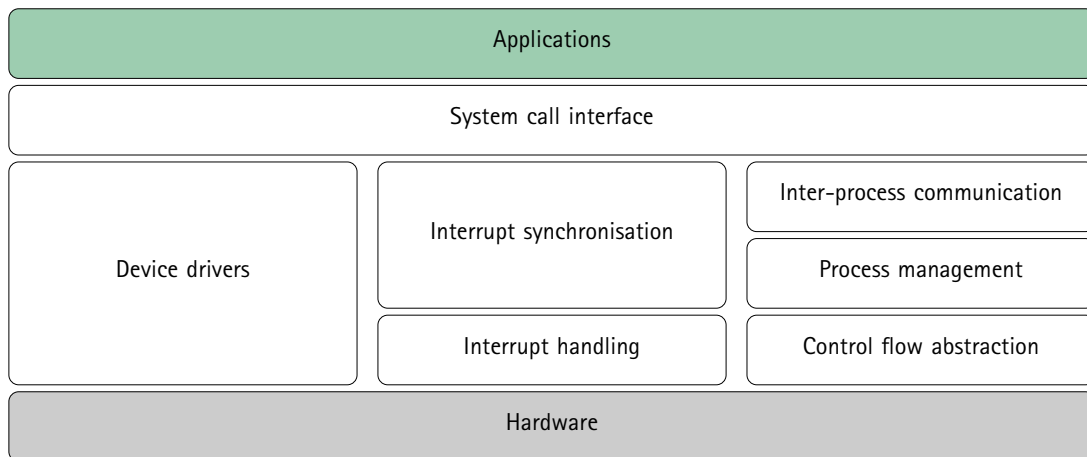 Applications
System call interface
Device drivers
Interrupt synchronisation
Interrupt handling
Inter-process communication
Process management
Control flow abstraction
Hardware